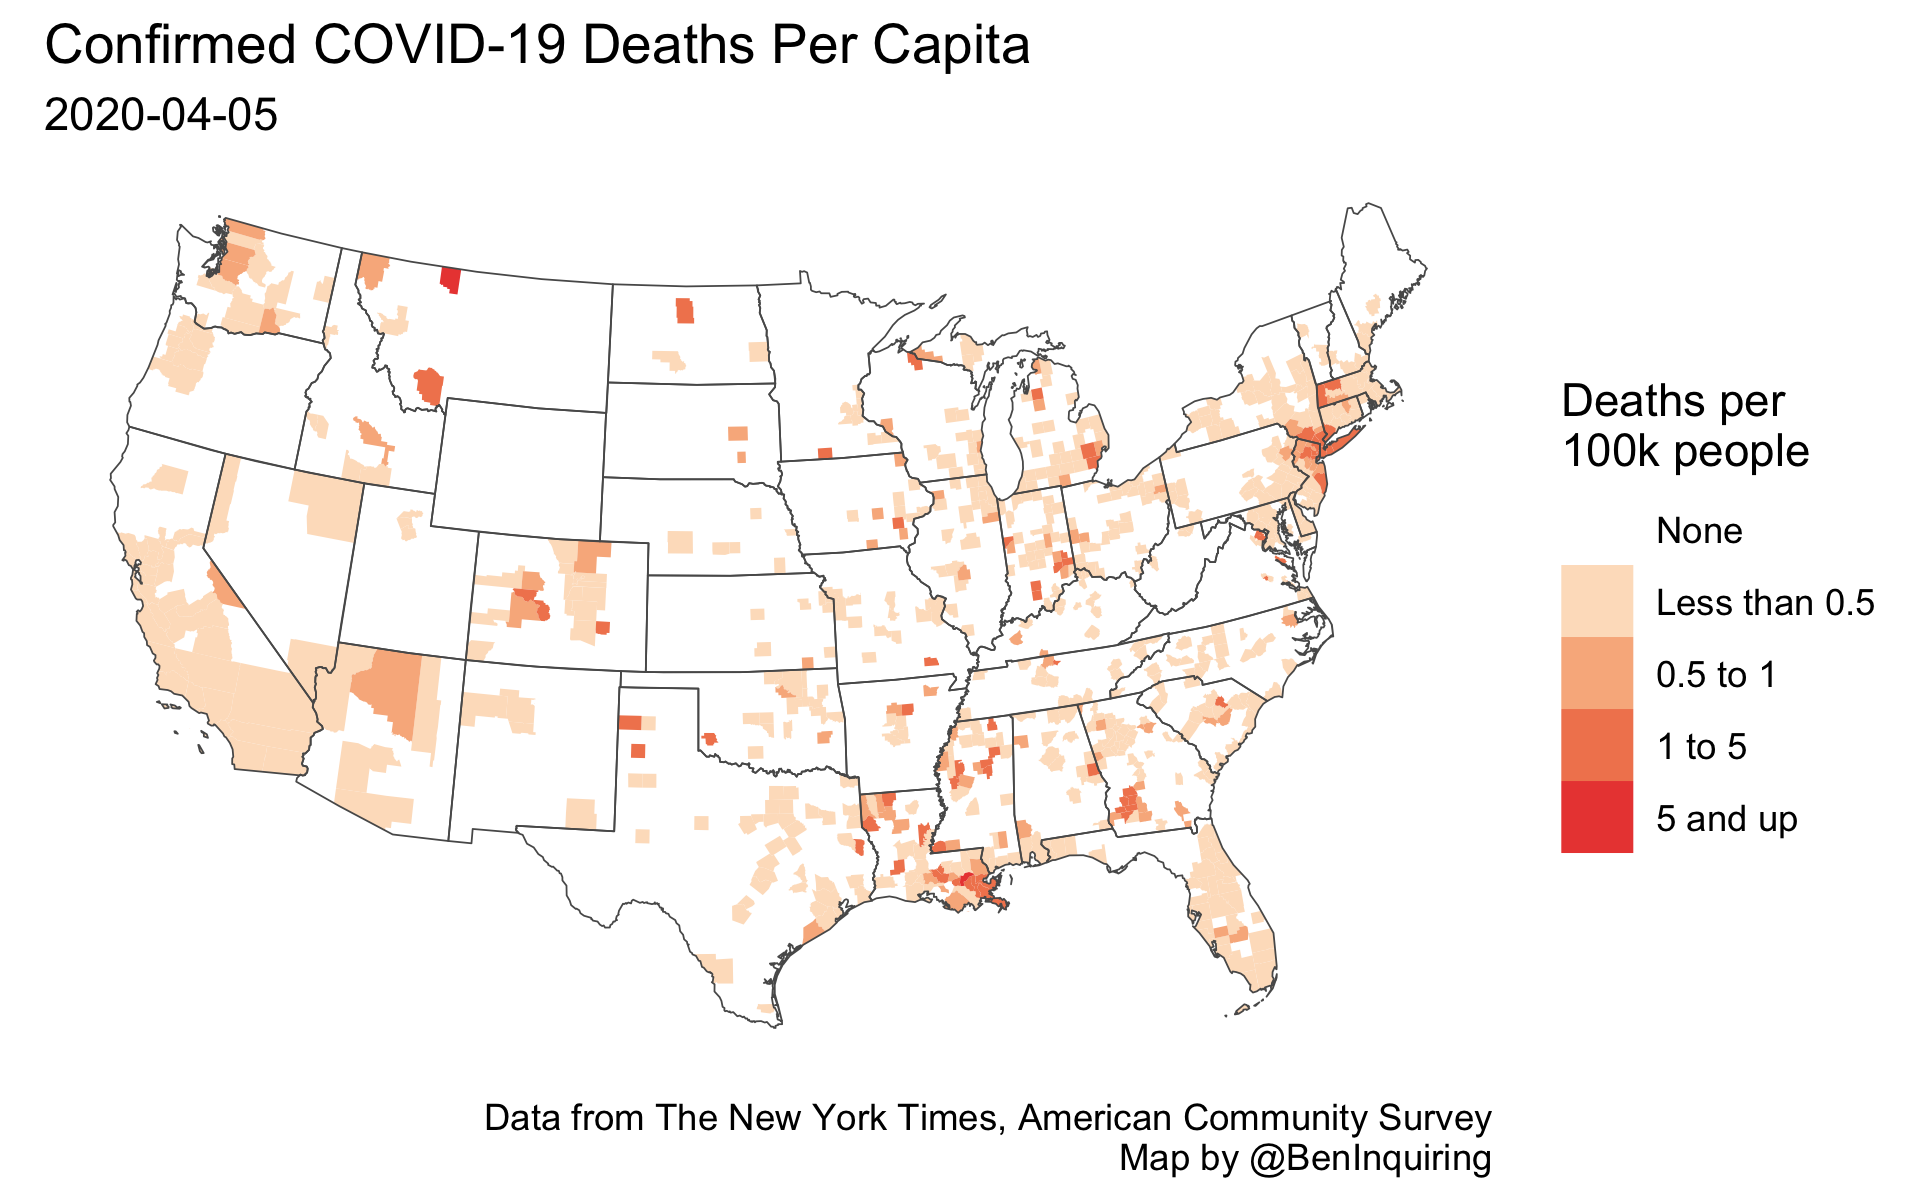 Confirmed COVID-19 Deaths Per Capita
2020-04-05
Deaths per
100k people
None
Less than 0.5
0.5 to 1
1 to 5
5 and up
Data from The New York Times, American Community Survey
Map by @BenInquiring